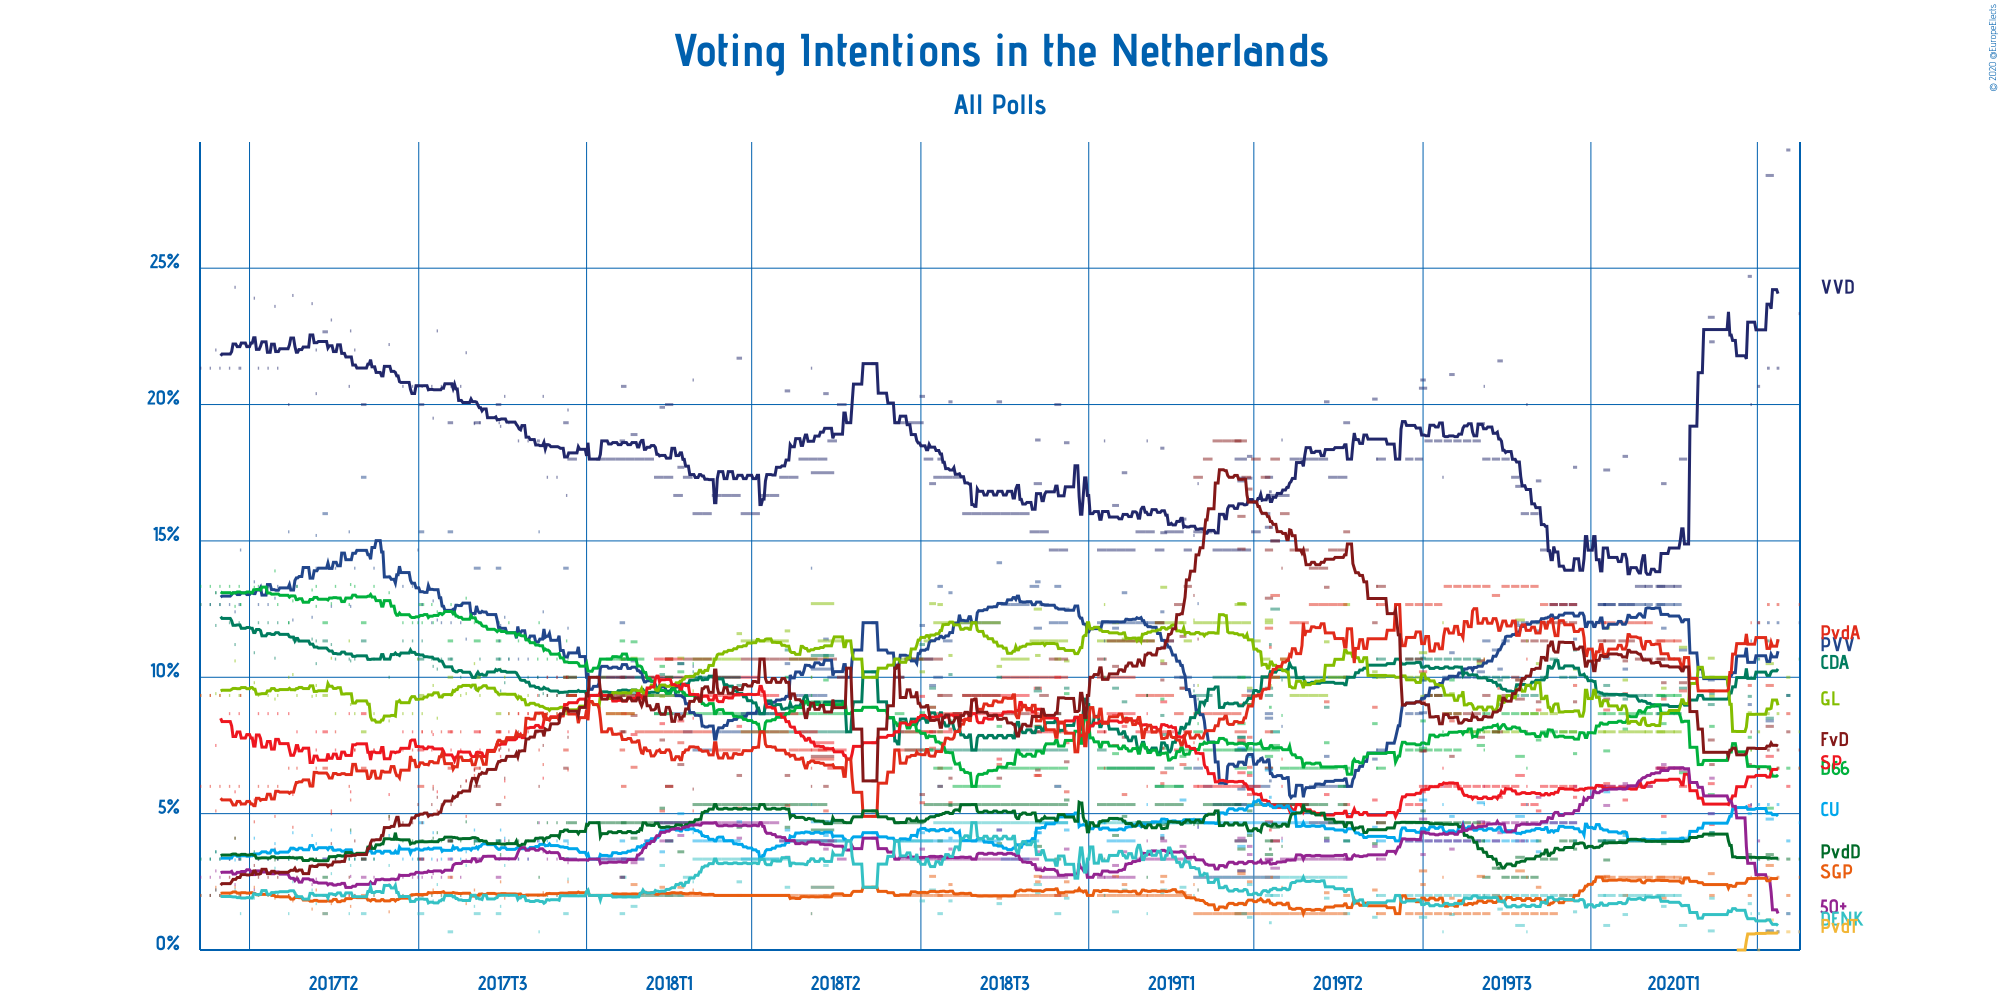 Voting Intentions in the Netherlands
All Polls
© 2020 @EuropeElects
25%
20%
15%
10%
5%
0%
VVD
PvdA
PVV
CDA
GL
FvD
SP
D66
CU
PvdD
SGP
50+
DENK
PvdT
2017T2
2017T3
2018T1
2018T2
2018T3
2019T1
2019T2
2019T3
2020T1